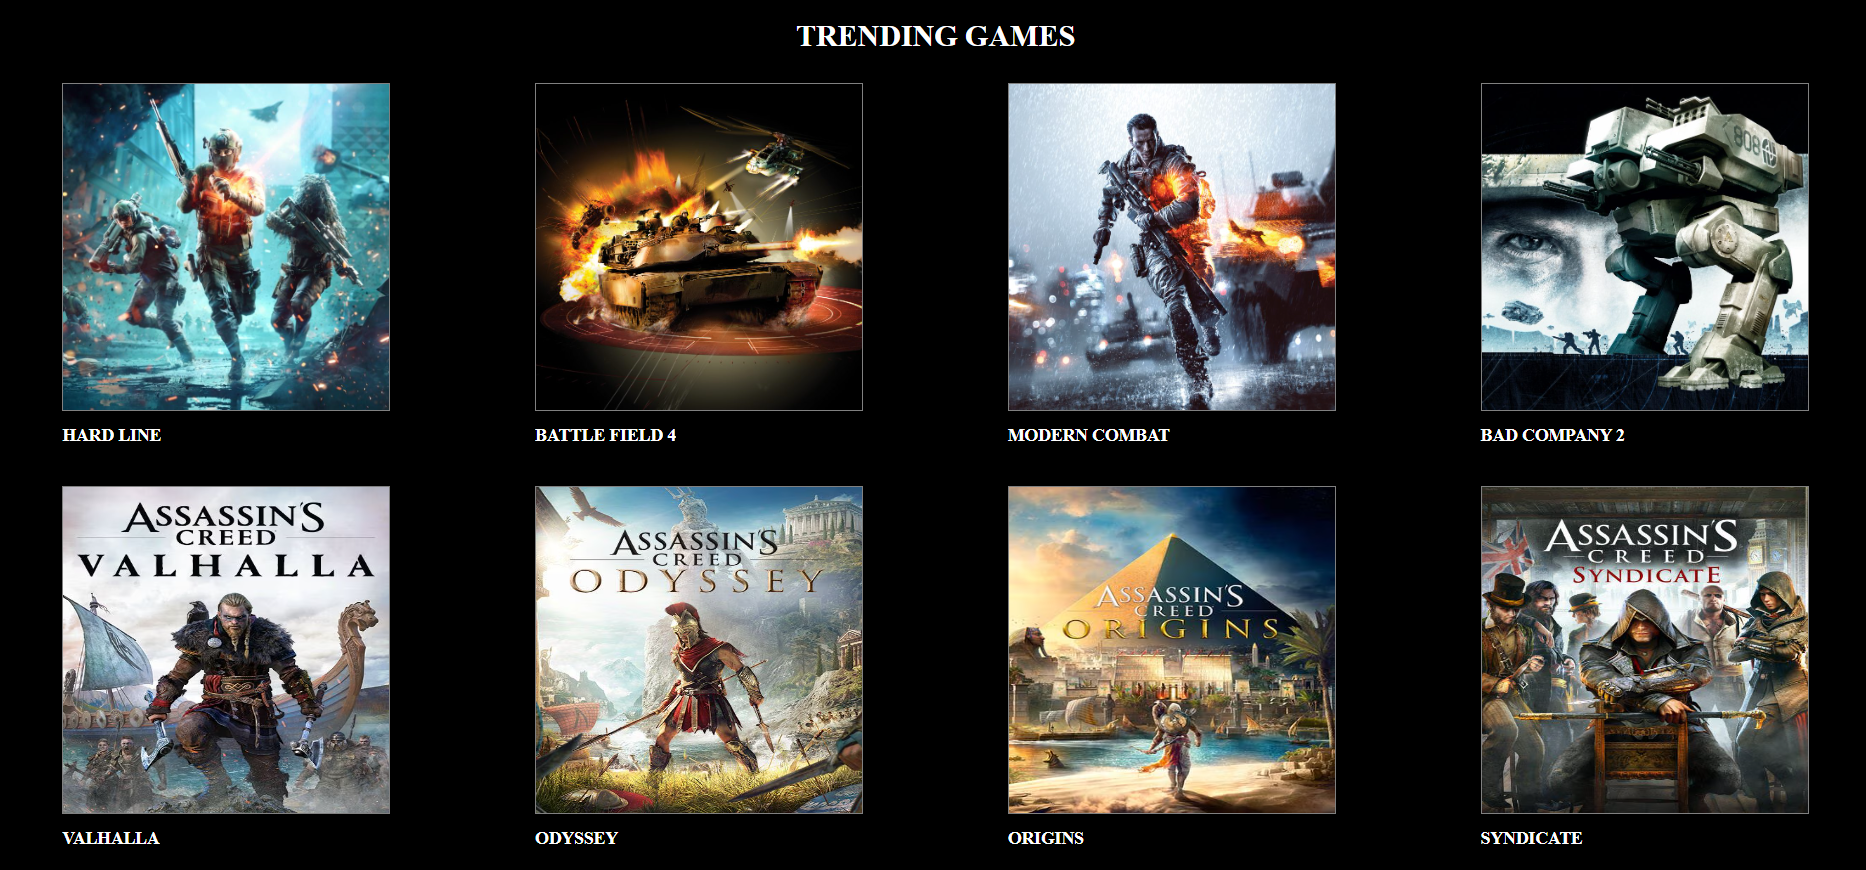 TRENDING GAMES
808
HARD LINE
BATTLE FIELD 4
MODERN COMBAT
BAD COMPANY 2
ASSASSIN'S
CREED
VALHALLA
ASSASSIN'S
CREED
ODYSSEY
ASSASSIN'S
CREED
ORIGINS
ASSASSIN'S
CREED
SYNDICATE
VALHALLA
ODYSSEY
ORIGINS
SYNDICATE